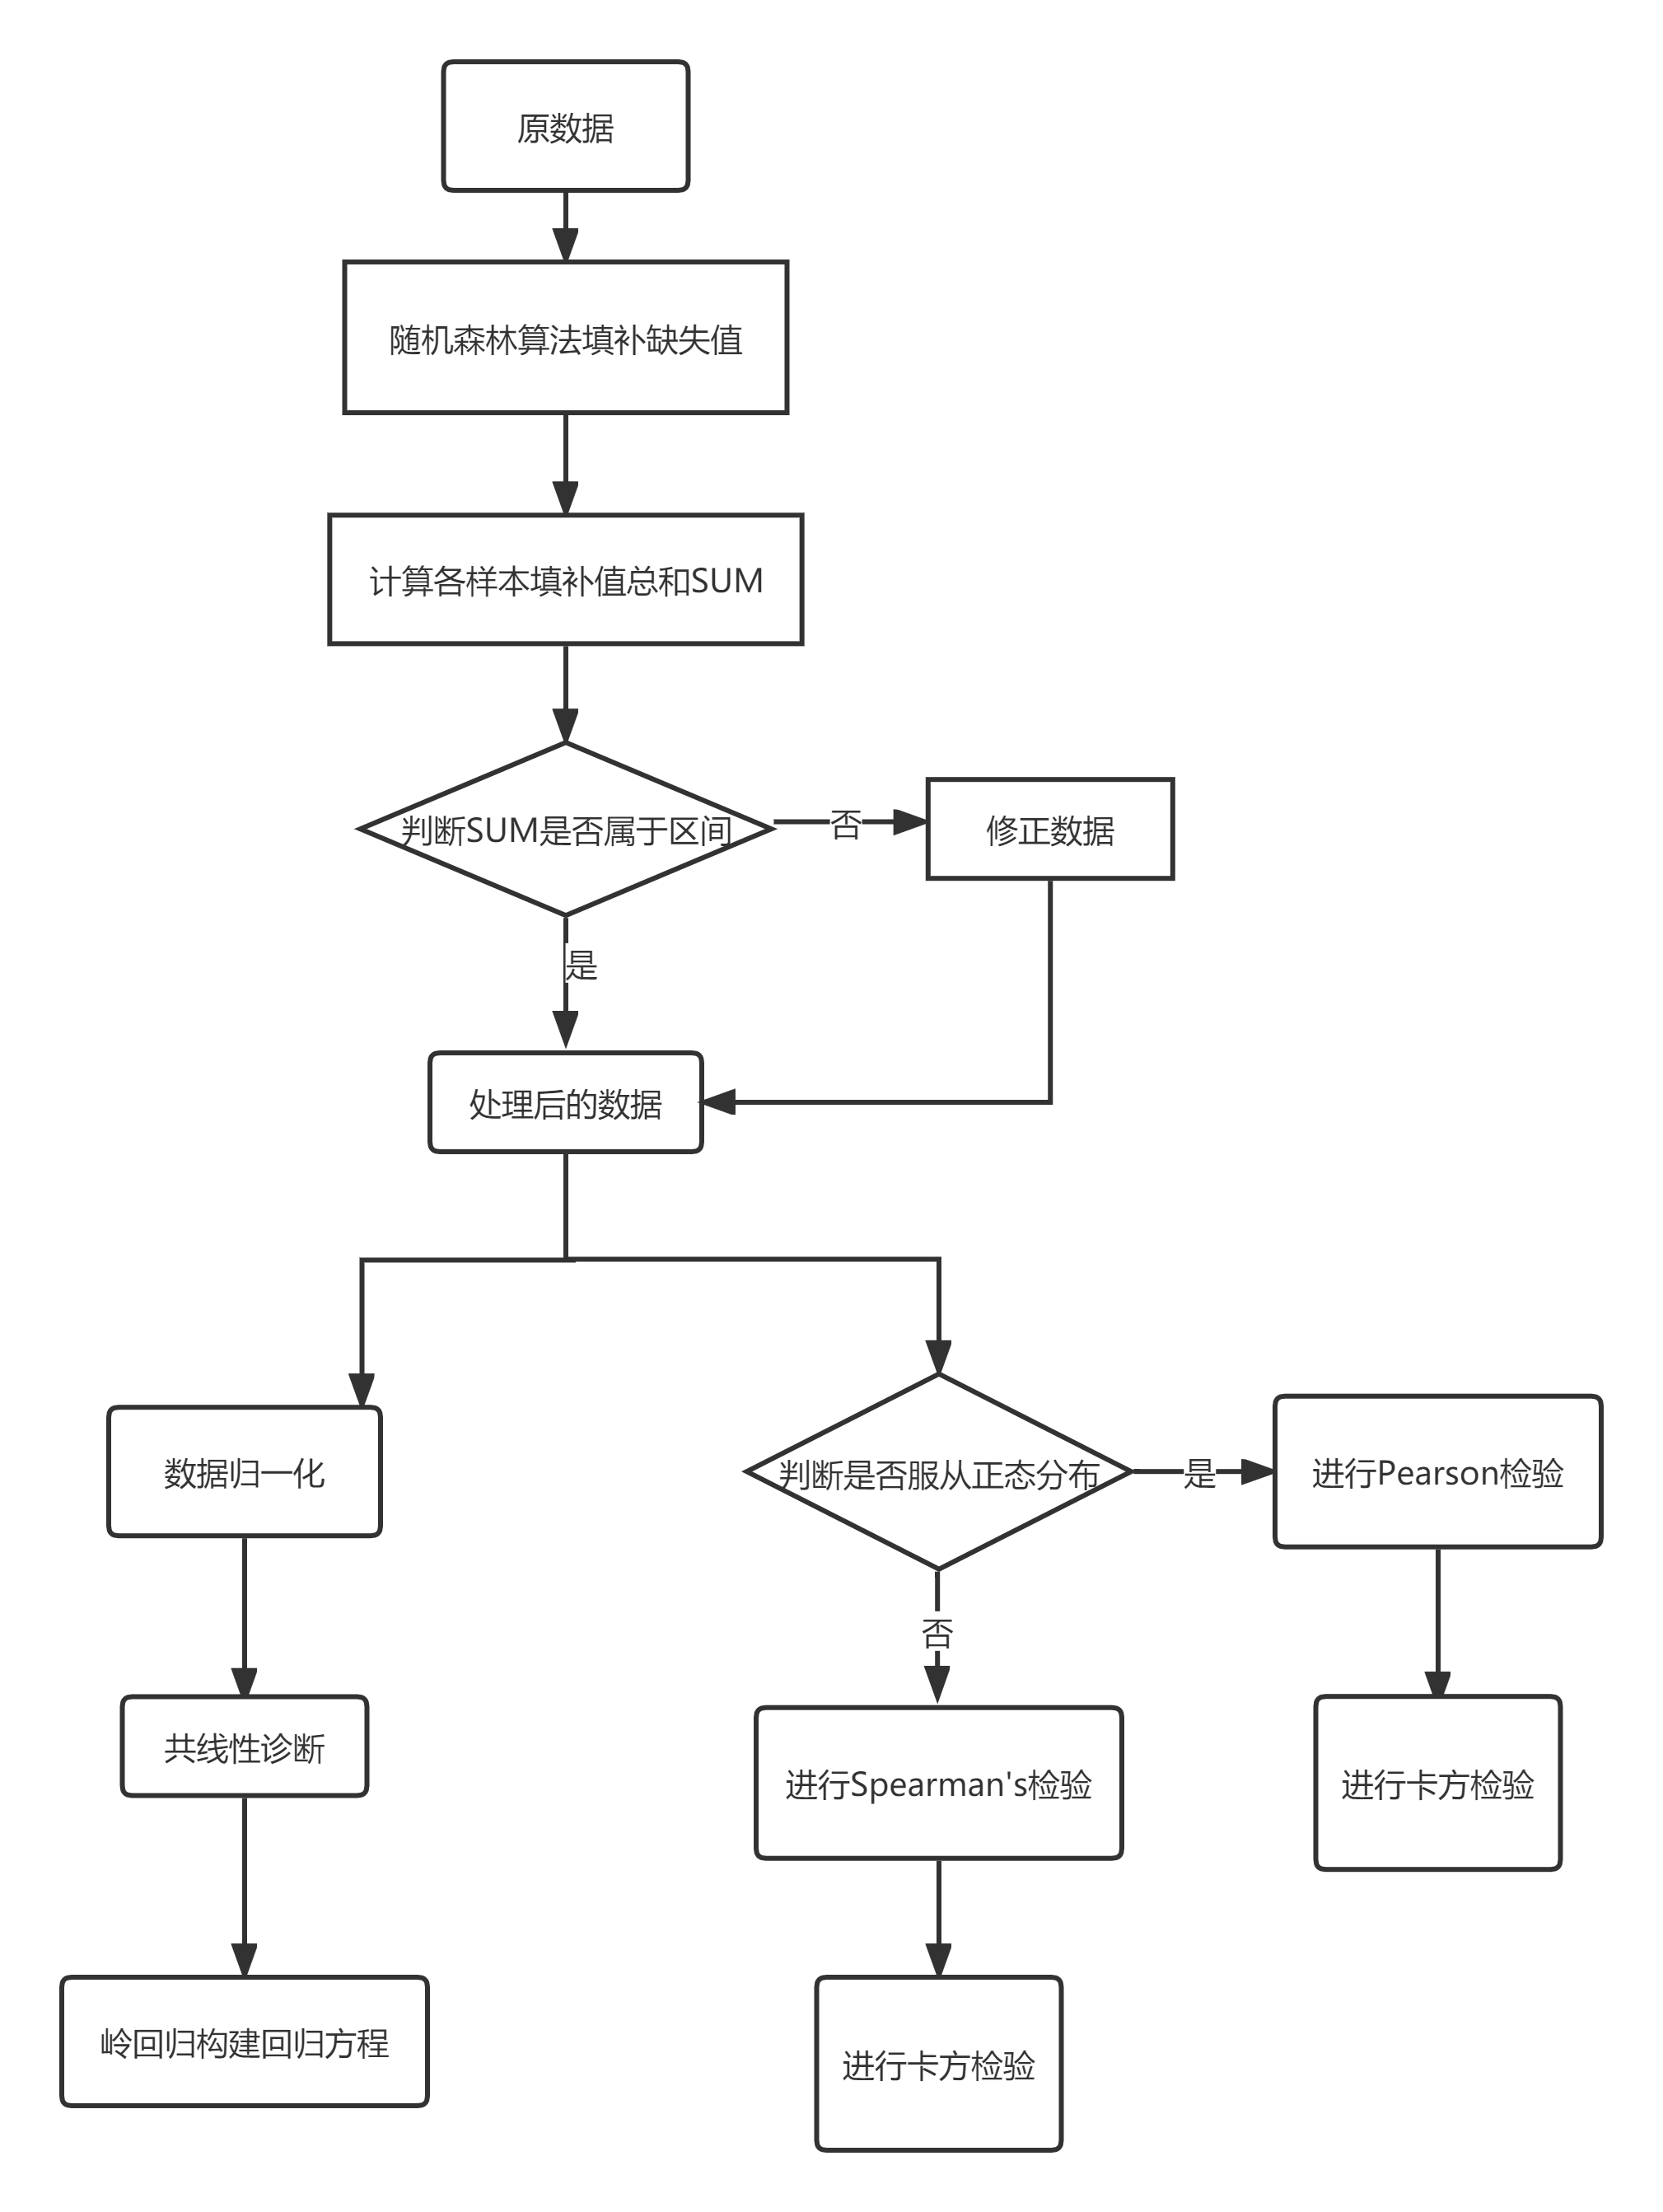 原数据
随机森林算法填补缺失值
计算各样本填补值总和SUM
判断SUM是否属于区间
否
修正数据
是
处理后的数据
数据归一化
判断是否服从正态分布
是
进行Pearson检验
否
共线性诊断
进行Spearman's检验
进行卡方检验
岭回归构建回归方程
进行卡方检验